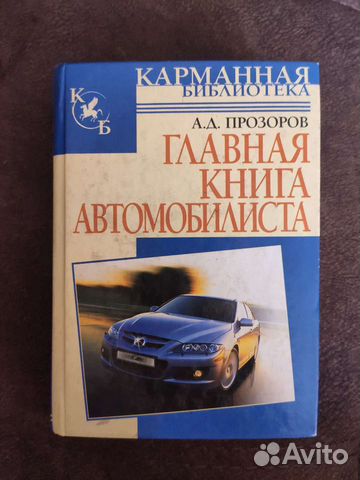 КАРМАННАЯ
БИБЛИОТЕКА
К
Б
А.Д. ПРОЗОРОВ
ГЛАВНАЯ
КНИГА
АВТОМОБИЛИСТА
Avito